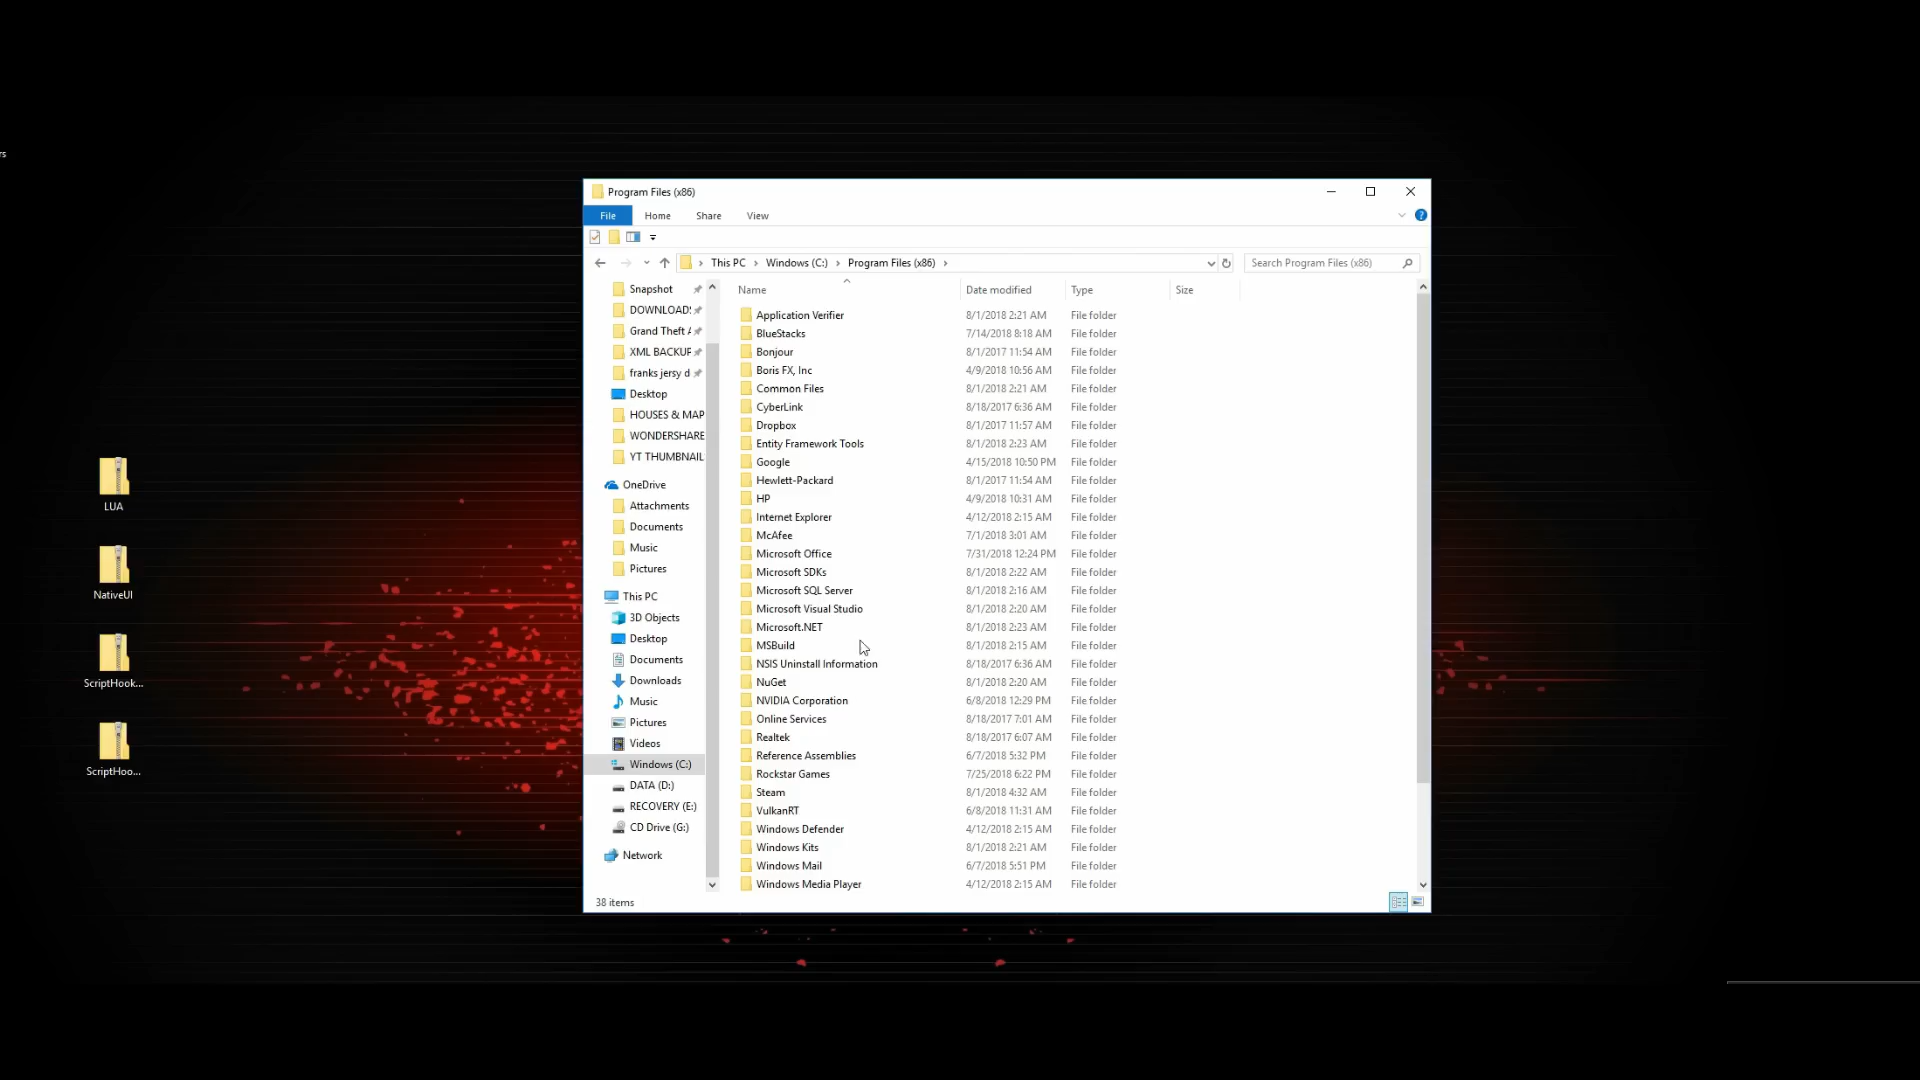 rs
LUA
NativeUI
ScriptHook...
ScriptHoo...
Program Files (x86)
File Home Share View
This PC Windows (C:) Program Files (x86)
Search Program Files (x86)
Snapshot
DOWNLOADS
Grand Theft A
XML BACKUP
franks jersy d
Desktop
HOUSES & MAP
WONDERSHARE
YT THUMBNAIL
OneDrive
Attachments
Documents
Music
Pictures
This PC
3D Objects
Desktop
Documents
Downloads
Music
Pictures
Videos
Windows (C:)
DATA (D:)
RECOVERY (E:)
CD Drive (G:)
Network
Name Date modified Type Size
Application Verifier 8/1/2018 2:21 AM File folder
BlueStacks 7/14/2018 8:18 AM File folder
Bonjour 8/1/2017 11:54 AM File folder
Boris FX, Inc 4/9/2018 10:56 AM File folder
Common Files 8/1/2018 2:21 AM File folder
CyberLink 8/18/2017 6:36 AM File folder
Dropbox 8/1/2017 11:57 AM File folder
Entity Framework Tools 8/1/2018 2:23 AM File folder
Google 4/15/2018 10:50 PM File folder
Hewlett-Packard 8/1/2017 11:54 AM File folder
HP 4/9/2018 10:31 AM File folder
Internet Explorer 4/12/2018 2:15 AM File folder
McAfee 7/1/2018 3:01 AM File folder
Microsoft Office 7/31/2018 12:24 PM File folder
Microsoft SDKs 8/1/2018 2:22 AM File folder
Microsoft SQL Server 8/1/2018 2:16 AM File folder
Microsoft Visual Studio 8/1/2018 2:20 AM File folder
Microsoft.NET 8/1/2018 2:23 AM File folder
MSBuild 8/1/2018 2:15 AM File folder
NSIS Uninstall Information 8/18/2017 6:36 AM File folder
NuGet 8/1/2018 2:20 AM File folder
NVIDIA Corporation 6/8/2018 12:29 PM File folder
Online Services 8/18/2017 7:01 AM File folder
Realtek 8/18/2017 6:07 AM File folder
Reference Assemblies 6/7/2018 5:32 PM File folder
Rockstar Games 7/25/2018 6:22 PM File folder
Steam 8/1/2018 4:32 AM File folder
VulkanRT 6/8/2018 11:31 AM File folder
Windows Defender 4/12/2018 2:15 AM File folder
Windows Kits 8/1/2018 2:21 AM File folder
Windows Mail 6/7/2018 5:51 PM File folder
Windows Media Player 4/12/2018 2:15 AM File folder
38 items